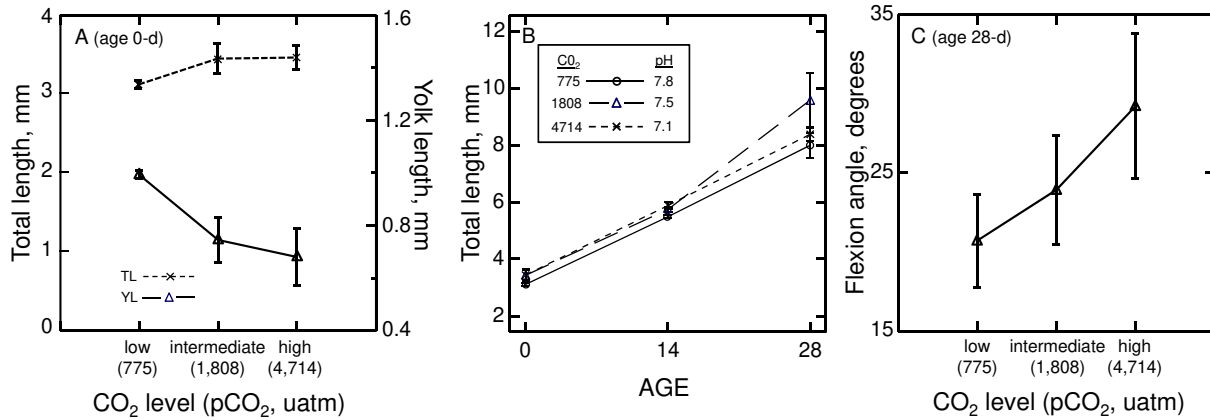 A (age 0-d)
4
3
2
1
0
Total length, mm
1.6
1.2
0.8
0.4
Yolk length, mm
TL
YL
low
(775)
intermediate
(1,808)
high
(4,714)
CO2 level (pCO2, uatm)
B
12
10
8
6
4
2
Total length, mm
C02 pH
775 7.8
1808 7.5
4714 7.1
0 14 28
AGE
C (age 28-d)
35
25
15
Flexion angle, degrees
low
(775)
intermediate
(1,808)
high
(4,714)
CO2 level (pCO2, uatm)